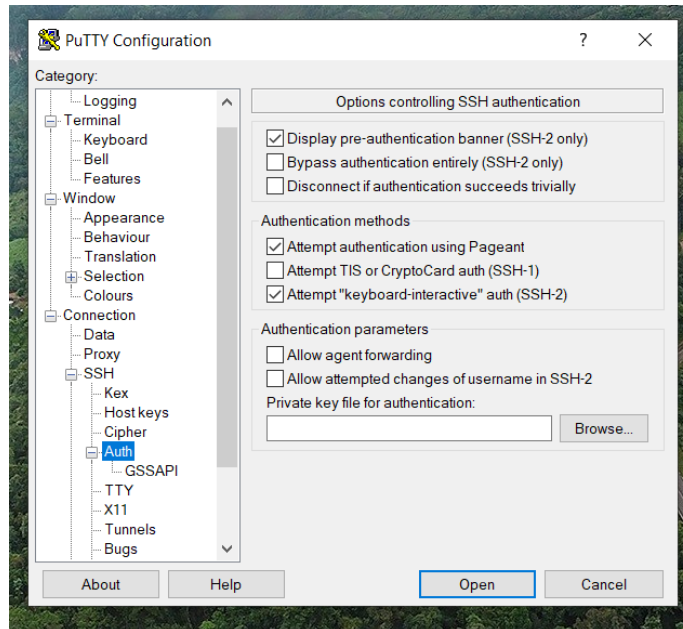 PuTTY Configuration
?
Category:
Logging
Terminal
Keyboard
Bell
Features
Window
Appearance
Behaviour
Translation
Selection
Colours
Connection
Data
Proxy
SSH
Kex
Host keys
Cipher
Auth
GSSAPI
TTY
X11
Tunnels
Bugs
Options controlling SSH authentication
Display pre-authentication banner (SSH-2 only)
Bypass authentication entirely (SSH-2 only)
Disconnect if authentication succeeds trivially
Authentication methods
Attempt authentication using Pageant
Attempt TIS or CryptoCard auth (SSH-1)
Attempt "keyboard-interactive" auth (SSH-2)
Authentication parameters
Allow agent forwarding
Allow attempted changes of username in SSH-2
Private key file for authentication:
Browse...
About
Help
Open
Cancel